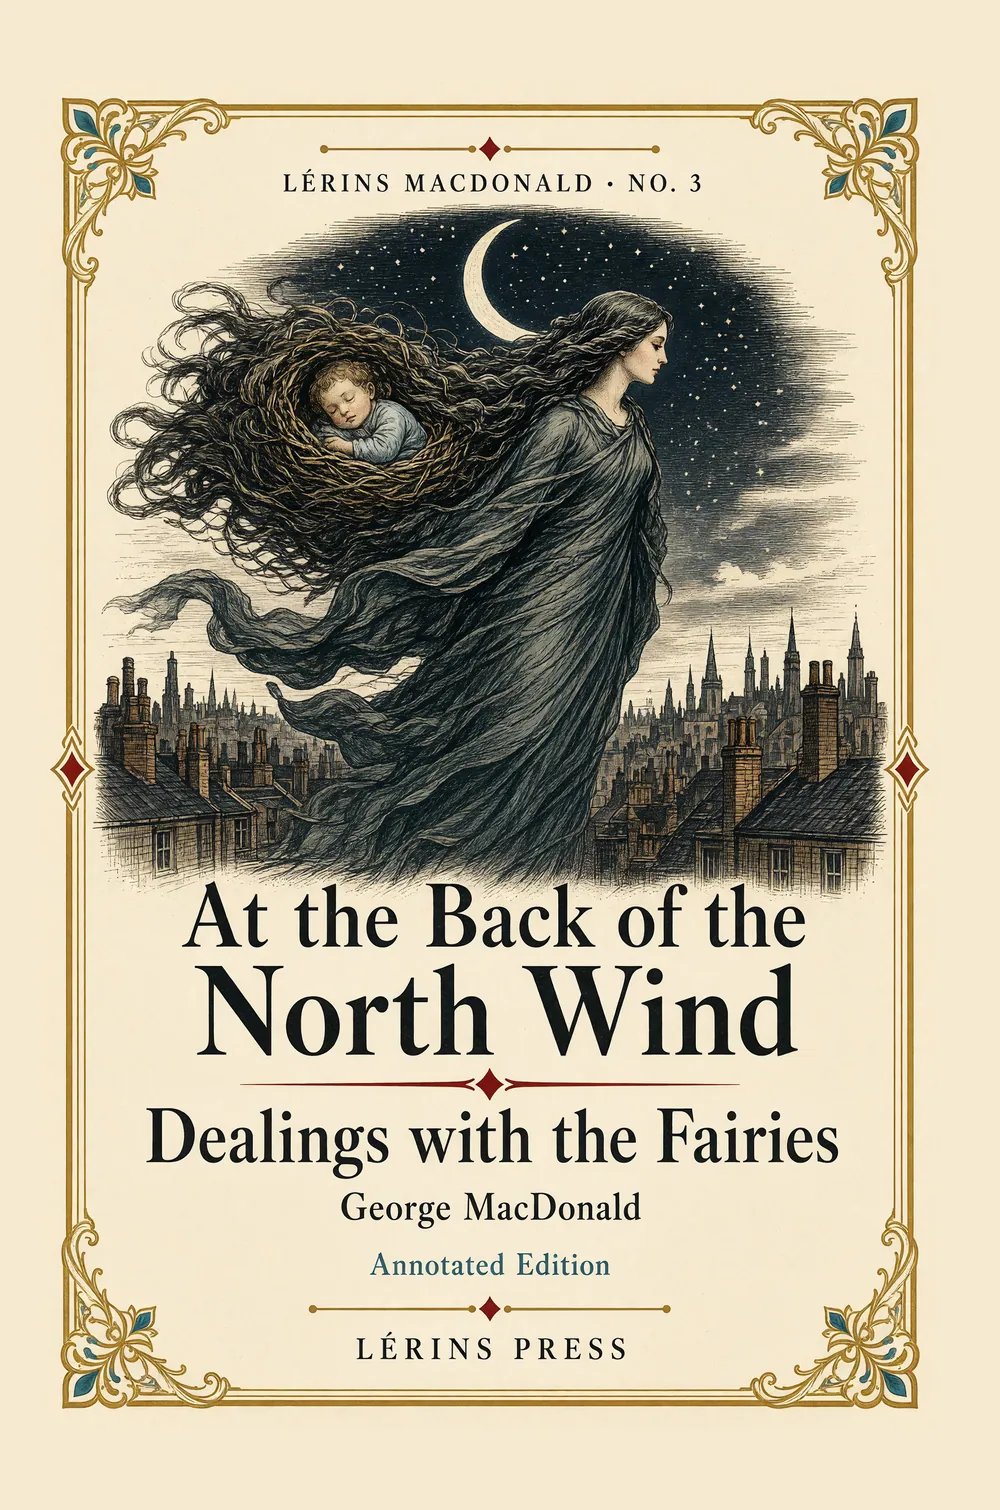 LÉRINS MACDONALD · NO. 3
At the Back of the
North Wind
Dealings with the Fairies
George MacDonald
Annotated Edition
LÉRINS PRESS